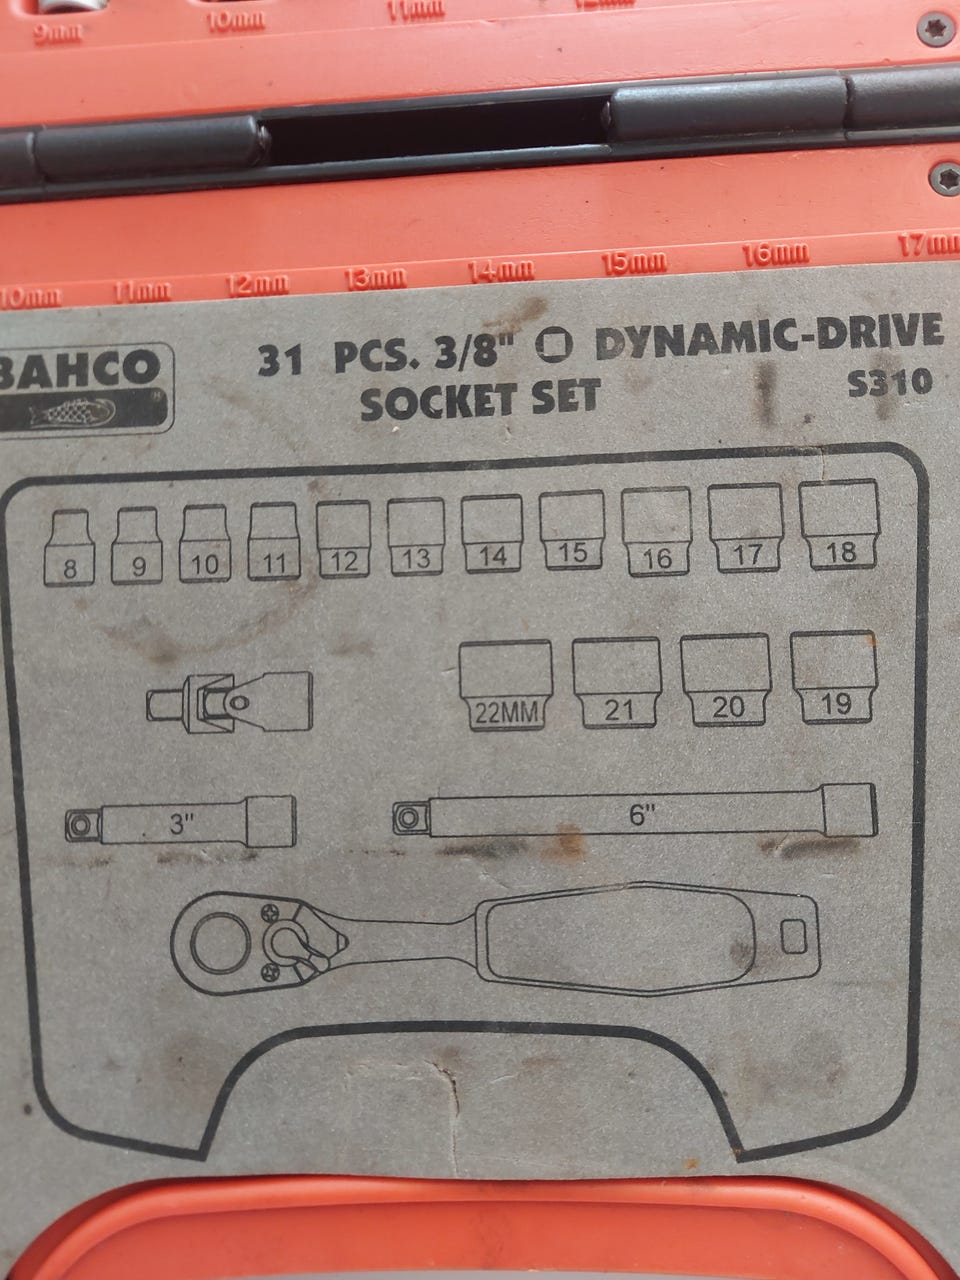 9mm 10mm 11mm 12mm
10mm 11mm 12mm 13mm 14mm 15mm 16mm 17mm
BAHCO
31 PCS. 3/8" DYNAMIC-DRIVE
SOCKET SET
S310
8 9 10 11 12 13 14 15 16 17 18
22MM 21 20 19
3" 6"